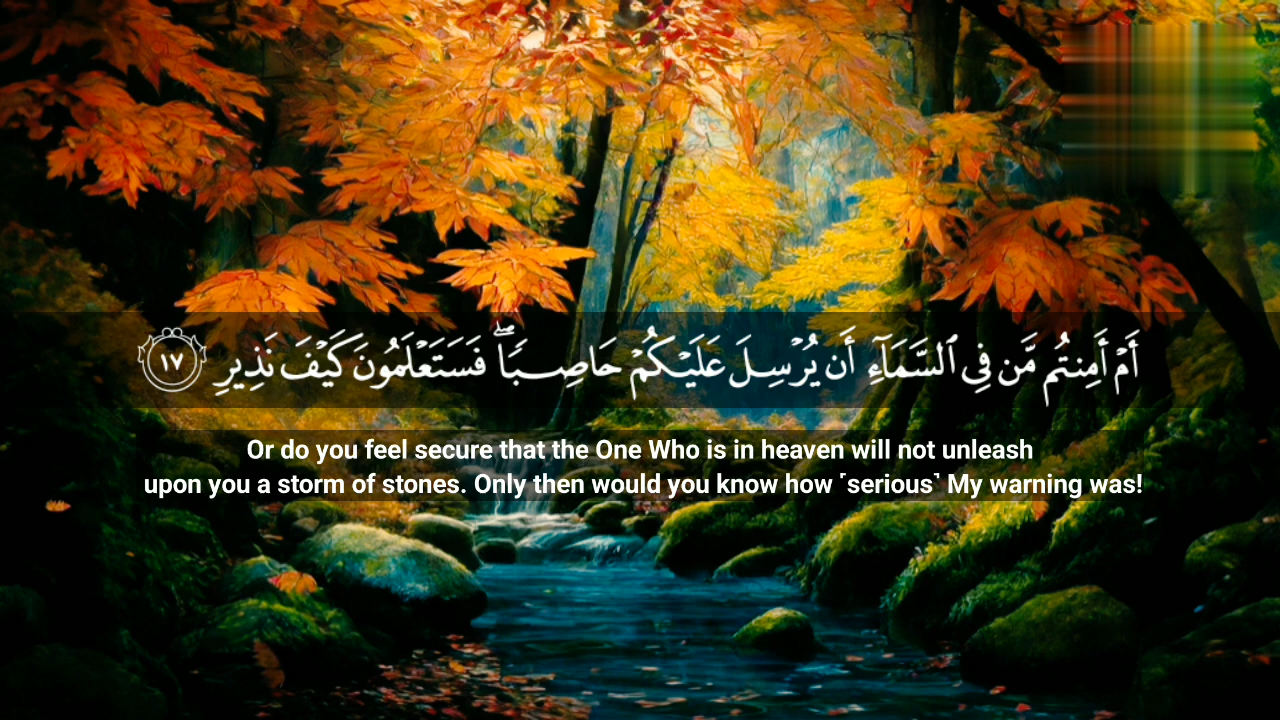 أَمْ أَمِنتُم مَّن فِى ٱلسَّمَآءِ أَن يُرْسِلَ عَلَيْكُمْ حَاصِبًۭا ۖ فَسَتَعْلَمُونَ كَيْفَ نَذِيرِ ١٧
Or do you feel secure that the One Who is in heaven will not unleash
upon you a storm of stones. Only then would you know how ˹serious˺ My warning was!